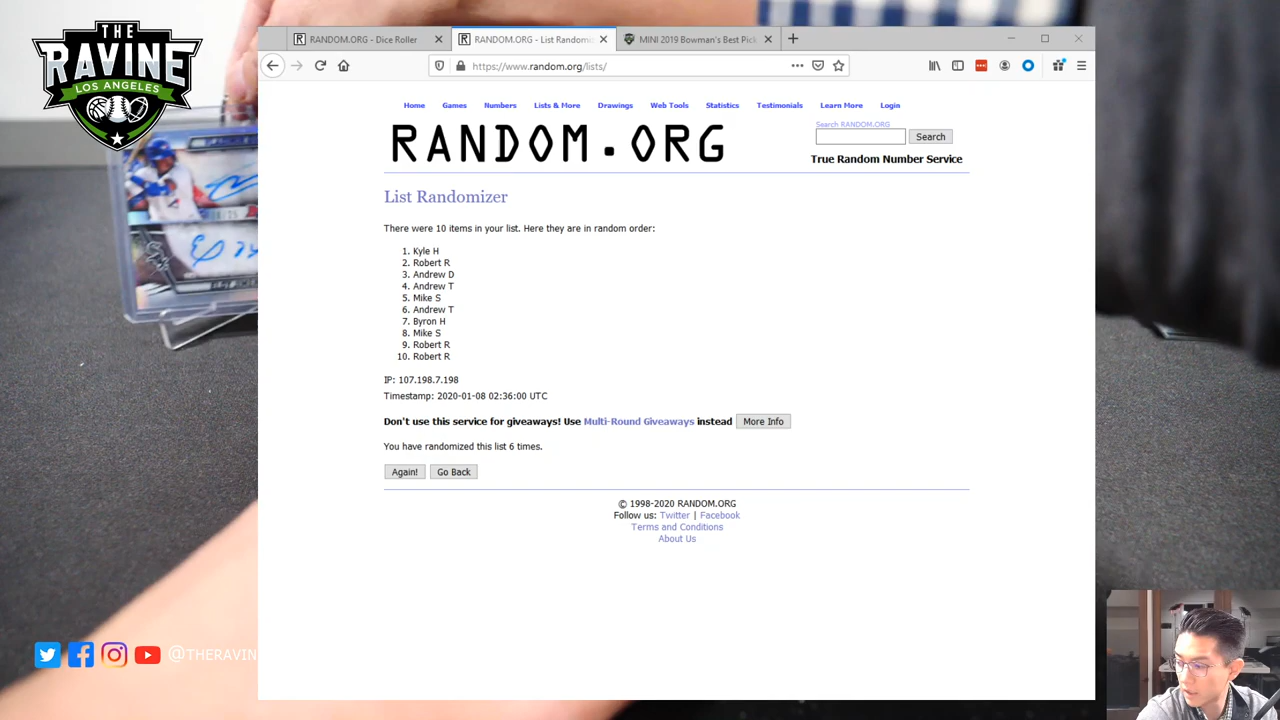 THE
RAVINE
LOS ANGELES
RANDOM.ORG - Dice Roller
RANDOM.ORG - List Randomi
MINI 2019 Bowman's Best Pick
https://www.random.org/lists/
Home Games Numbers Lists & More Drawings Web Tools Statistics Testimonials Learn More Login
RANDOM.ORG
Search RANDOM.ORG
Search
True Random Number Service
List Randomizer
There were 10 items in your list. Here they are in random order:
1. Kyle H
2. Robert R
3. Andrew D
4. Andrew T
5. Mike S
6. Andrew T
7. Byron H
8. Mike S
9. Robert R
10. Robert R
IP: 107.198.7.198
Timestamp: 2020-01-08 02:36:00 UTC
Don't use this service for giveaways! Use Multi-Round Giveaways instead More Info
You have randomized this list 6 times.
Again! Go Back
© 1998-2020 RANDOM.ORG
Follow us: Twitter | Facebook
Terms and Conditions
About Us
@THERAVIN